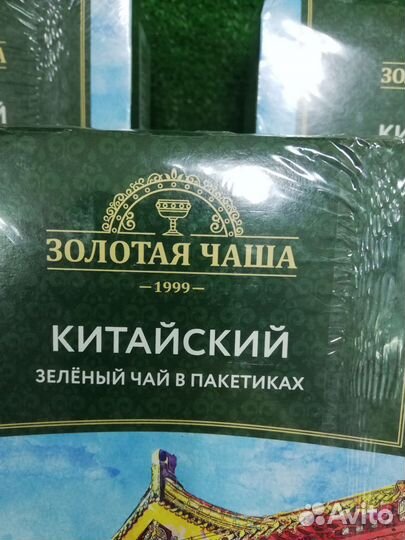 ЗОЛОТАЯ ЧАША
—1999—
КИТАЙСКИЙ
ЗЕЛЁНЫЙ ЧАЙ В ПАКЕТИКАХ
Avito